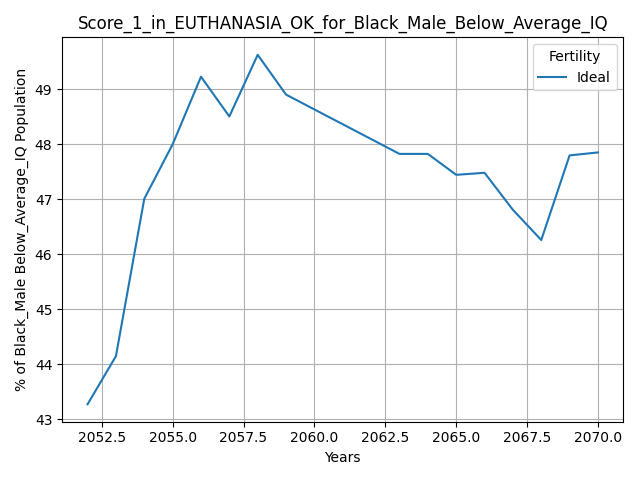 Score_1_in_EUTHANASIA_OK_for_Black_Male_Below_Average_IQ
Fertility
Ideal
% of Black_Male Below_Average_IQ Population
49
48
47
46
45
44
43
2052.5 2055.0 2057.5 2060.0 2062.5 2065.0 2067.5 2070.0
Years